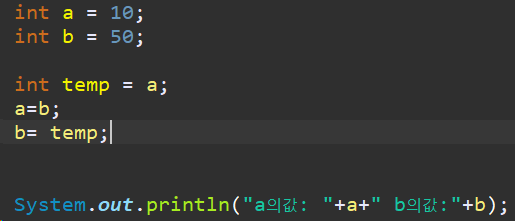 int a = 10;
int b = 50;
int temp = a;
a=b;
b= temp;
System.out.println("a의값: "+a+" b의값:"+b);